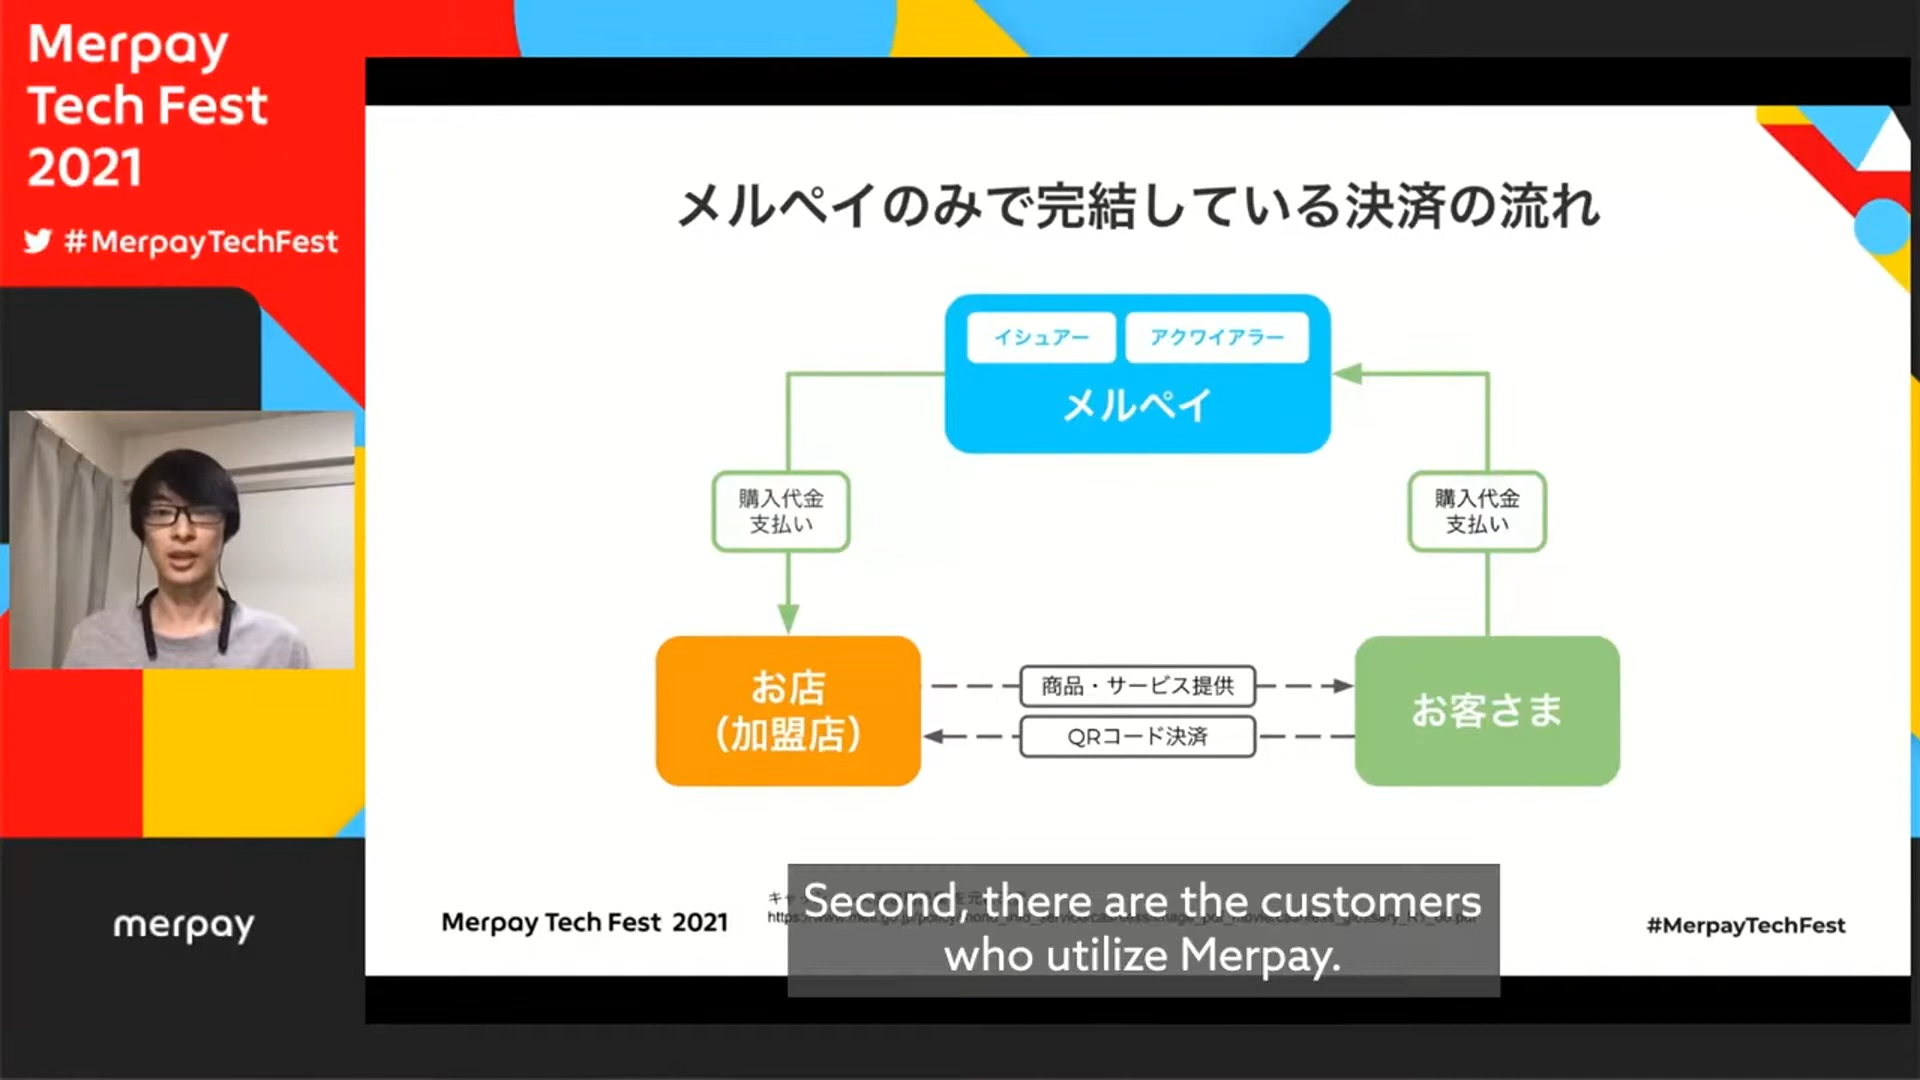 Merpay
Tech Fest
2021
#MerpayTechFest
メルペイのみで完結している決済の流れ
イシュアー
アクワイアラー
メルペイ
購入代金
支払い
購入代金
支払い
お店
(加盟店)
商品・サービス提供
QRコード決済
お客さま
Second, there are the customers
who utilize Merpay.
merpay
Merpay Tech Fest 2021
#MerpayTechFest